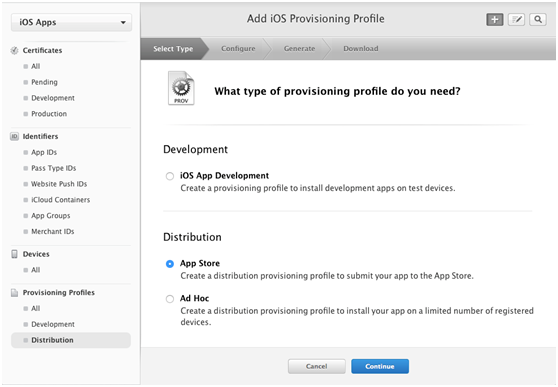 iOS Apps
Add iOS Provisioning Profile
Select Type
Configure
Generate
Download
Certificates
All
Pending
Development
Production
Identifiers
App IDs
Pass Type IDs
Website Push IDs
iCloud Containers
App Groups
Merchant IDs
Devices
All
Provisioning Profiles
All
Development
Distribution
PROV
What type of provisioning profile do you need?
Development
iOS App Development
Create a provisioning profile to install development apps on test devices.
Distribution
App Store
Create a distribution provisioning profile to submit your app to the App Store.
Ad Hoc
Create a distribution provisioning profile to install your app on a limited number of registered
devices.
Cancel
Continue